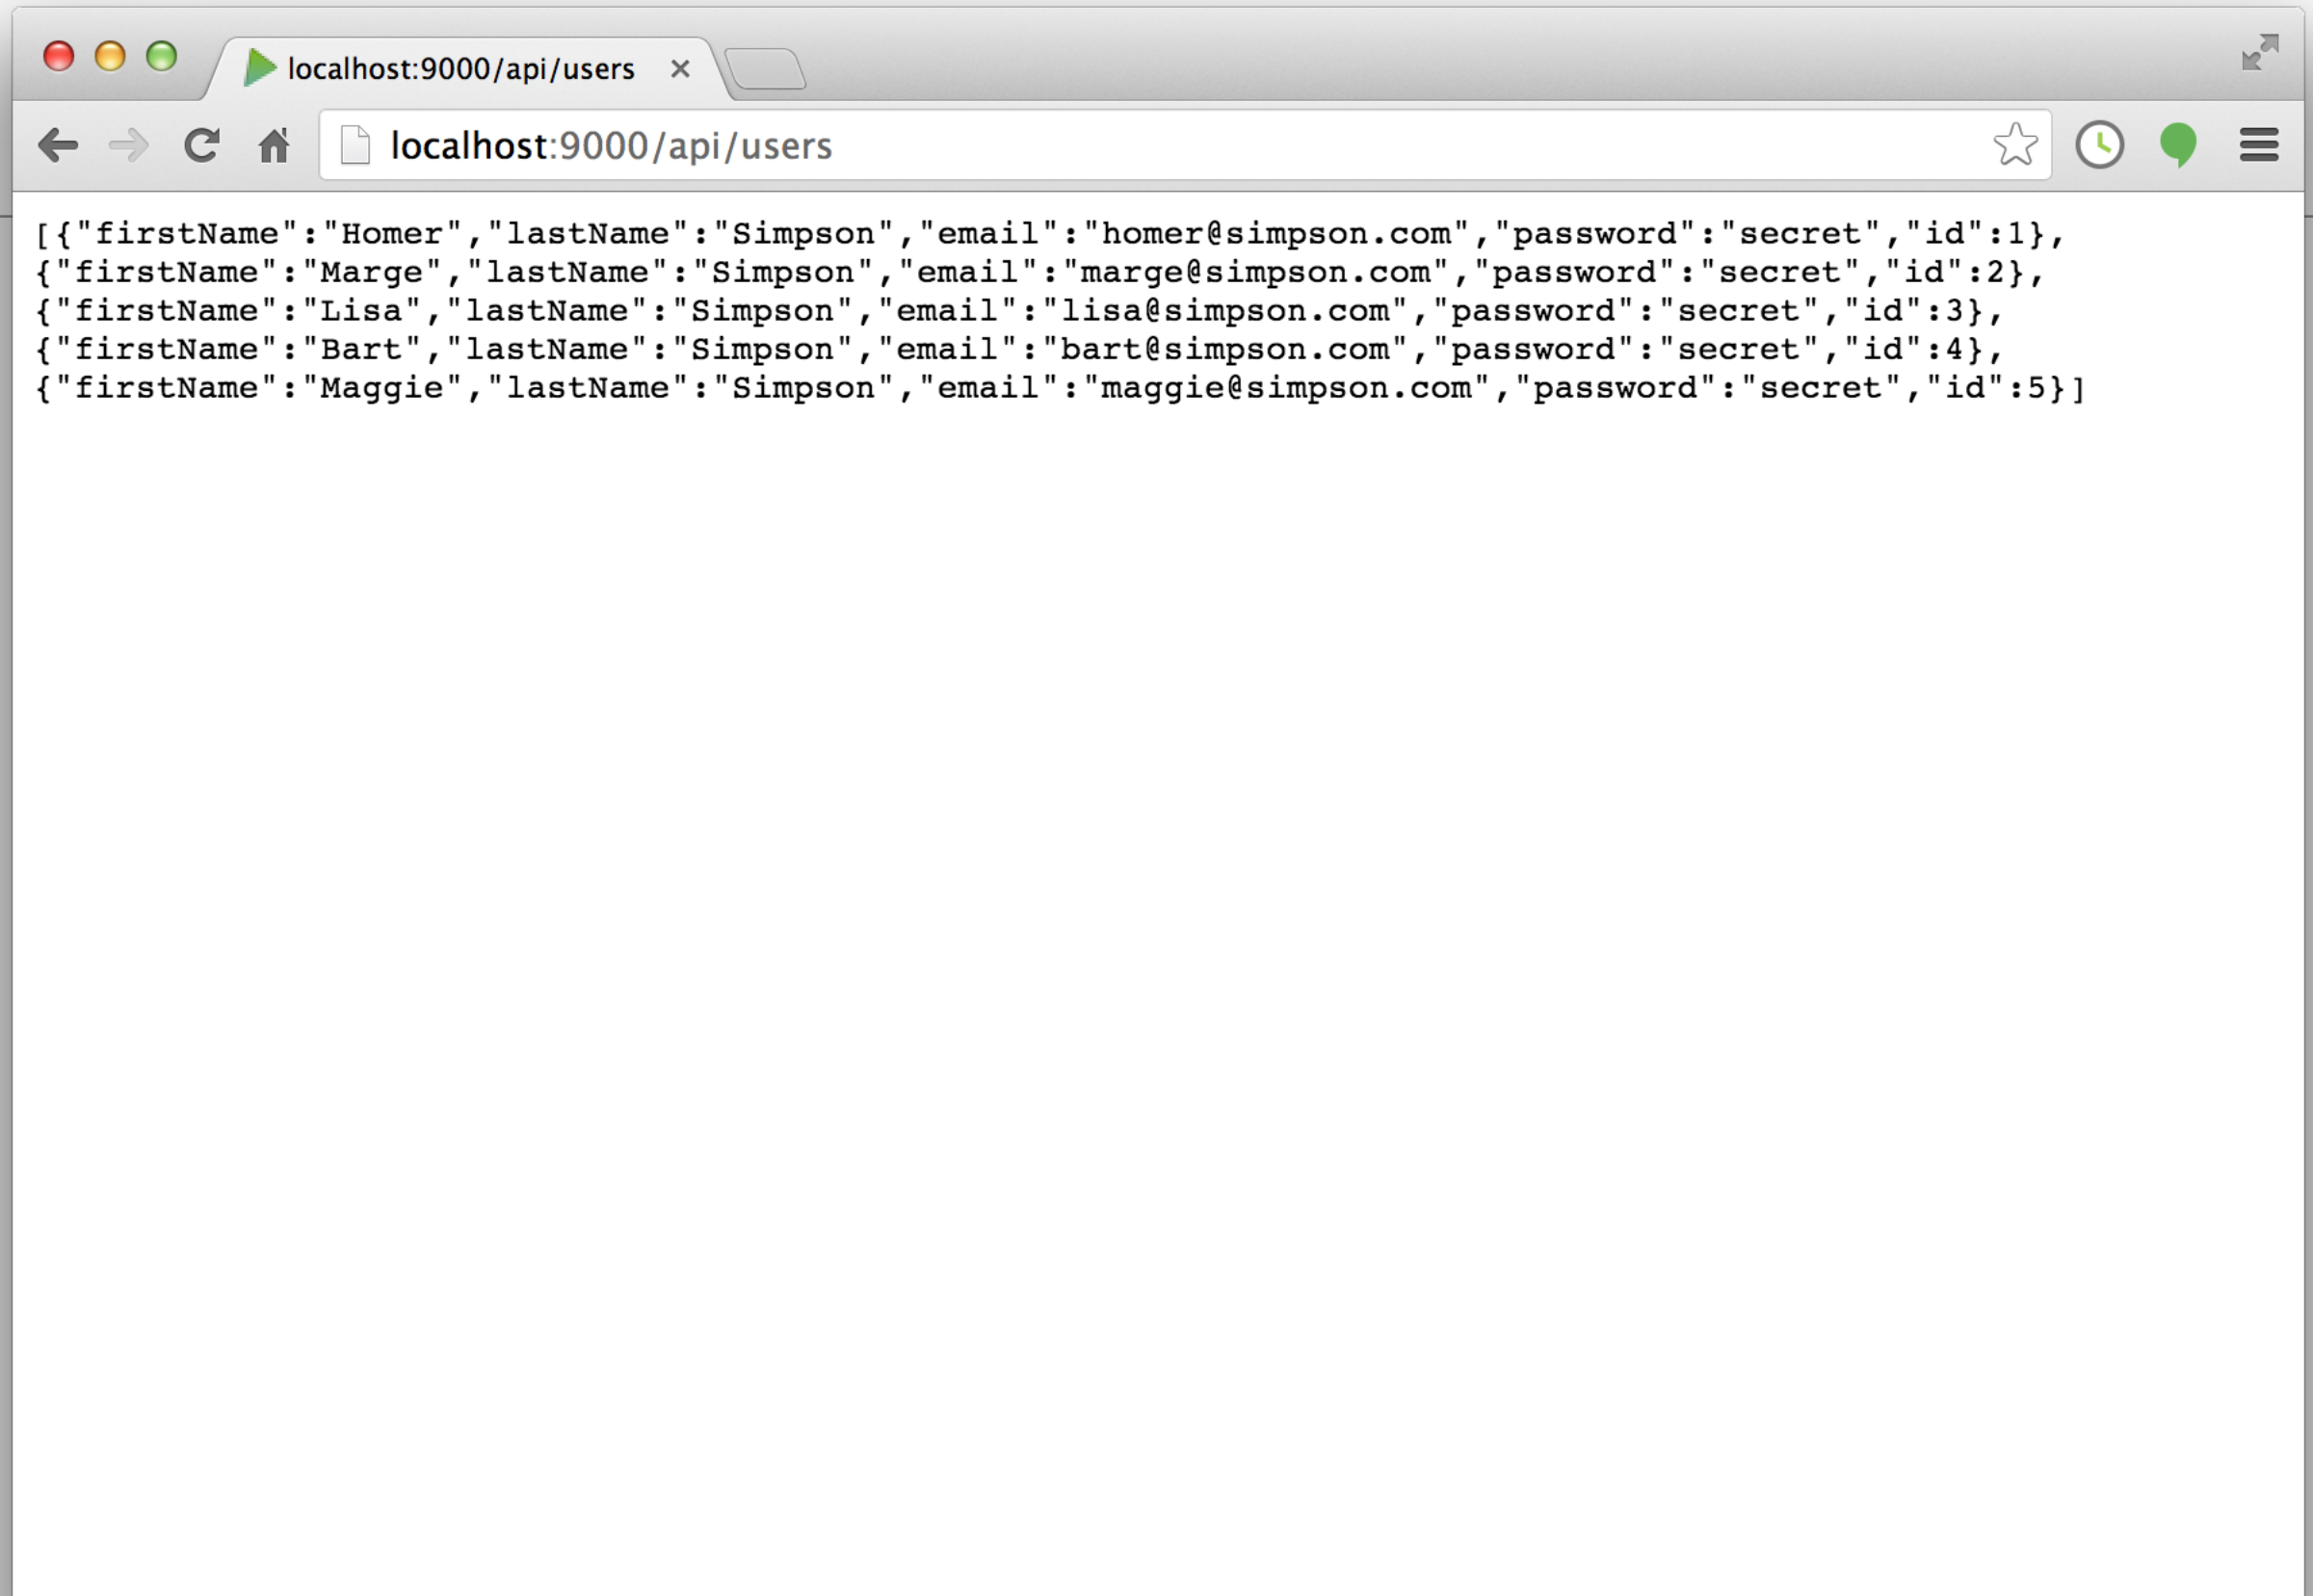 localhost:9000/api/users
localhost:9000/api/users
[{"firstName":"Homer","lastName":"Simpson","email":"homer@simpson.com","password":"secret","id":1},
{"firstName":"Marge","lastName":"Simpson","email":"marge@simpson.com","password":"secret","id":2},
{"firstName":"Lisa","lastName":"Simpson","email":"lisa@simpson.com","password":"secret","id":3},
{"firstName":"Bart","lastName":"Simpson","email":"bart@simpson.com","password":"secret","id":4},
{"firstName":"Maggie","lastName":"Simpson","email":"maggie@simpson.com","password":"secret","id":5}]